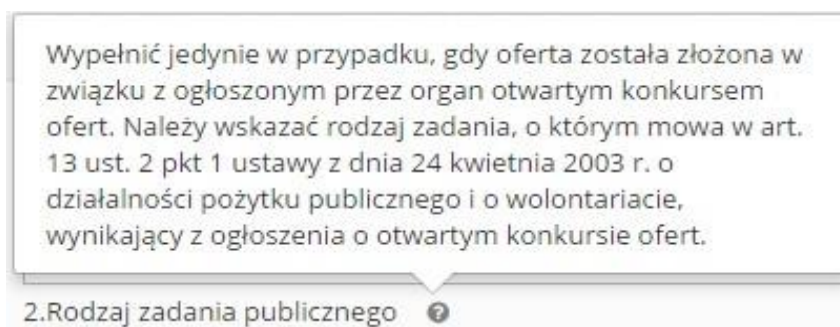 Wypełnić jedynie w przypadku, gdy oferta została złożona w
związku z ogłoszonym przez organ otwartym konkursem
ofert. Należy wskazać rodzaj zadania, o którym mowa w art.
13 ust. 2 pkt 1 ustawy z dnia 24 kwietnia 2003 r. o
działalności pożytku publicznego i o wolontariacie,
wynikający z ogłoszenia o otwartym konkursie ofert.
2.Rodzaj zadania publicznego ?